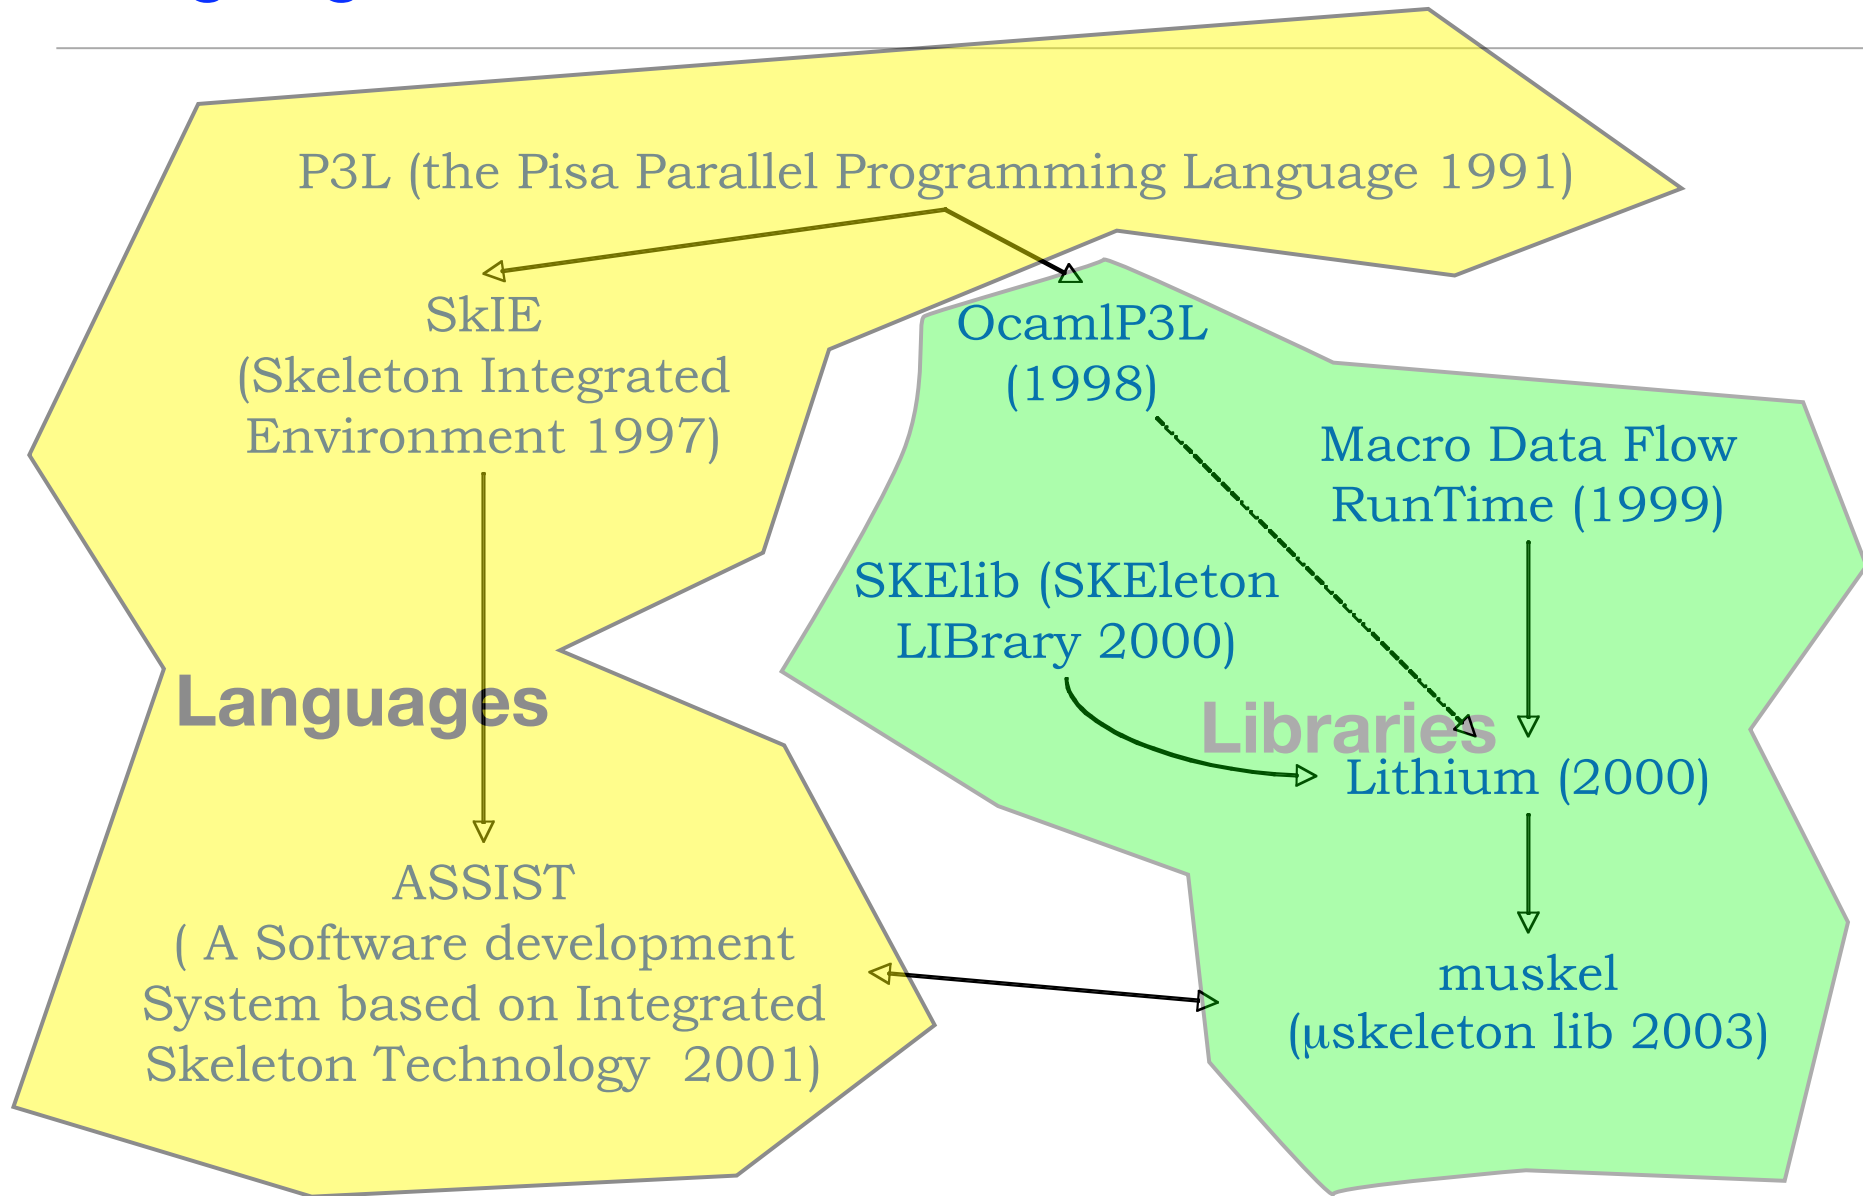 P3L (the Pisa Parallel Programming Language 1991)
SkIE
(Skeleton Integrated
Environment 1997)
OcamlP3L
(1998)
Macro Data Flow
RunTime (1999)
SKElib (SKEleton
LIBrary 2000)
Languages
Libraries
Lithium (2000)
ASSIST
( A Software development
System based on Integrated
Skeleton Technology  2001)
muskel
(μskeleton lib 2003)